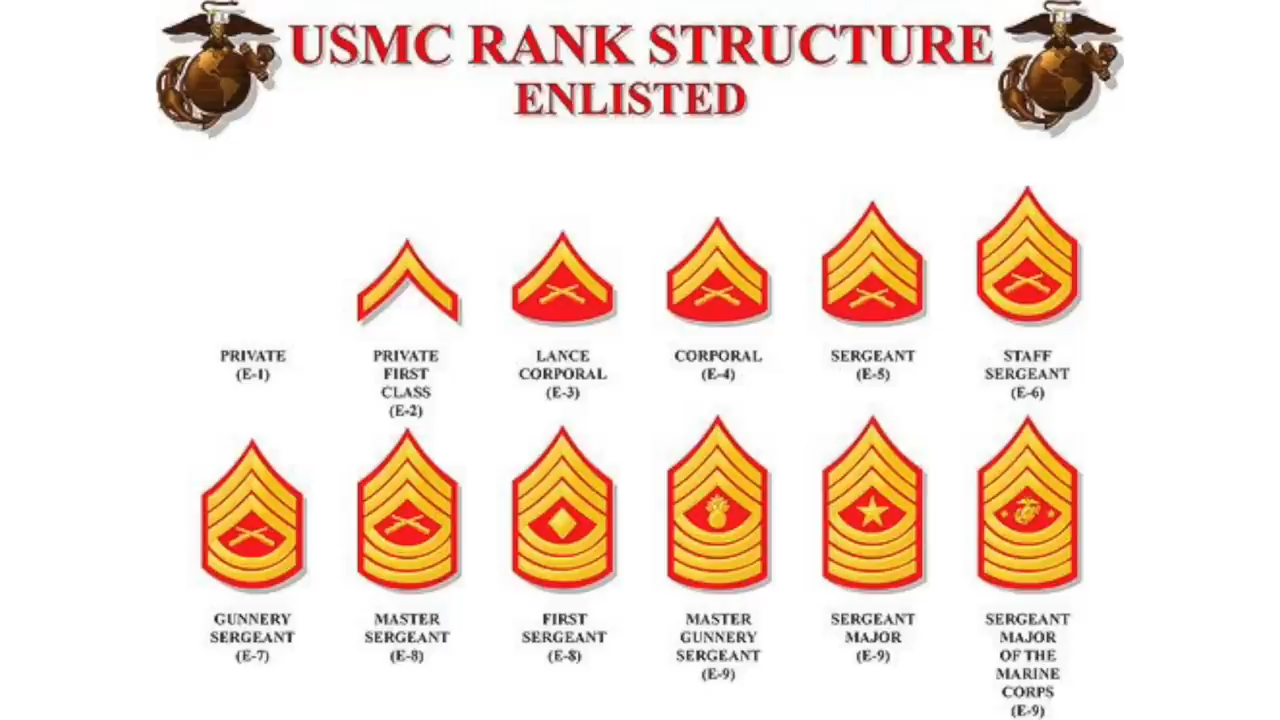 USMC RANK STRUCTURE
ENLISTED
PRIVATE
(E-1)
PRIVATE
FIRST
CLASS
(E-2)
LANCE
CORPORAL
(E-3)
CORPORAL
(E-4)
SERGEANT
(E-5)
STAFF
SERGEANT
(E-6)
GUNNERY
SERGEANT
(E-7)
MASTER
SERGEANT
(E-8)
FIRST
SERGEANT
(E-8)
MASTER
GUNNERY
SERGEANT
(E-9)
SERGEANT
MAJOR
(E-9)
SERGEANT
MAJOR
OF THE
MARINE
CORPS
(E-9)